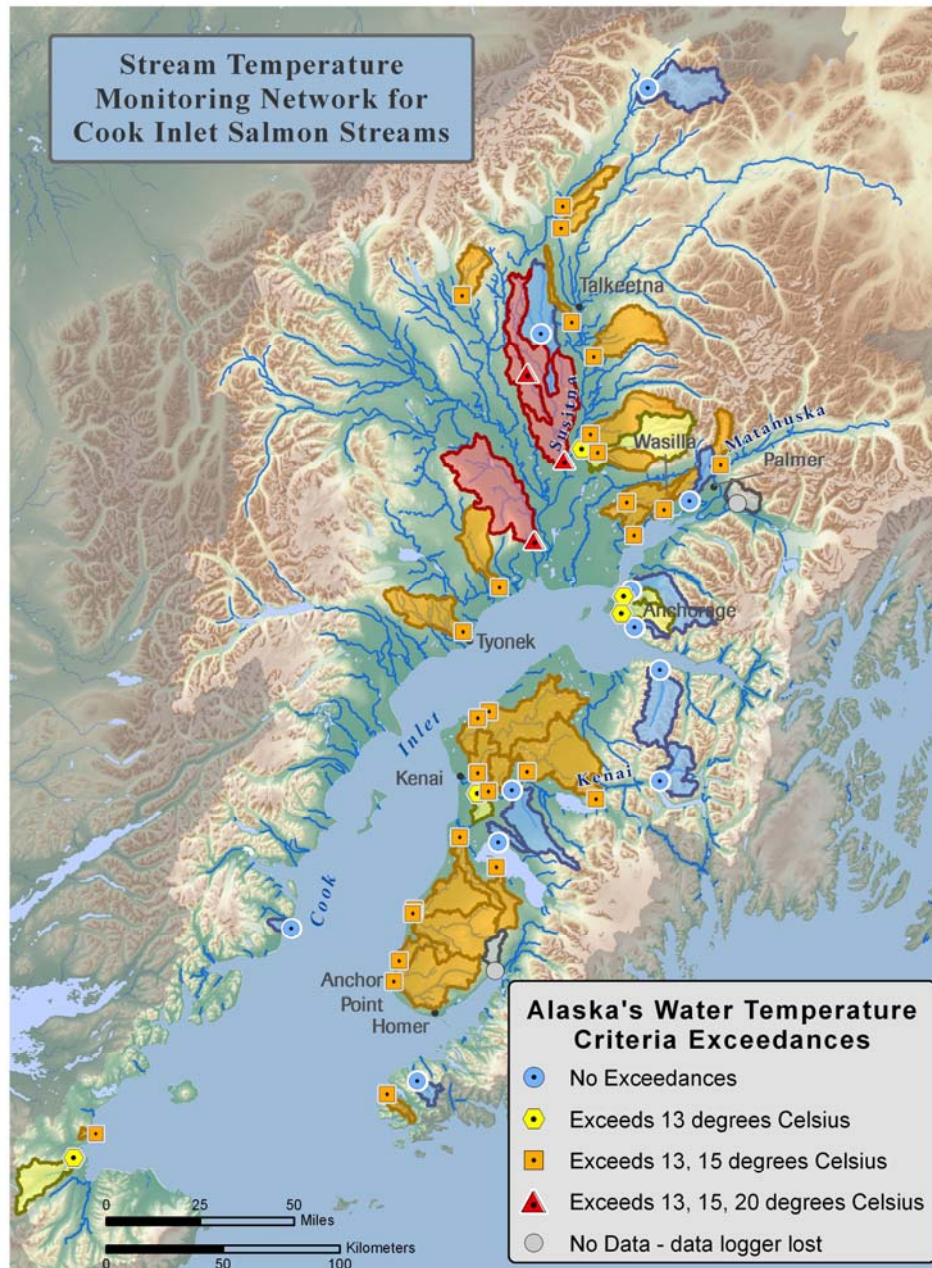 Stream Temperature
Monitoring Network for
Cook Inlet Salmon Streams
Talkeetna
Susitna
Wasilla
Matanuska
Palmer
Anchorage
Tyonek
Inlet
Kenai
Kenai
Cook
Anchor
Point
Homer
Alaska's Water Temperature
Criteria Exceedances
No Exceedances
Exceeds 13 degrees Celsius
Exceeds 13, 15 degrees Celsius
Exceeds 13, 15, 20 degrees Celsius
No Data - data logger lost
0 25 50
Miles
Kilometers
0 50 100